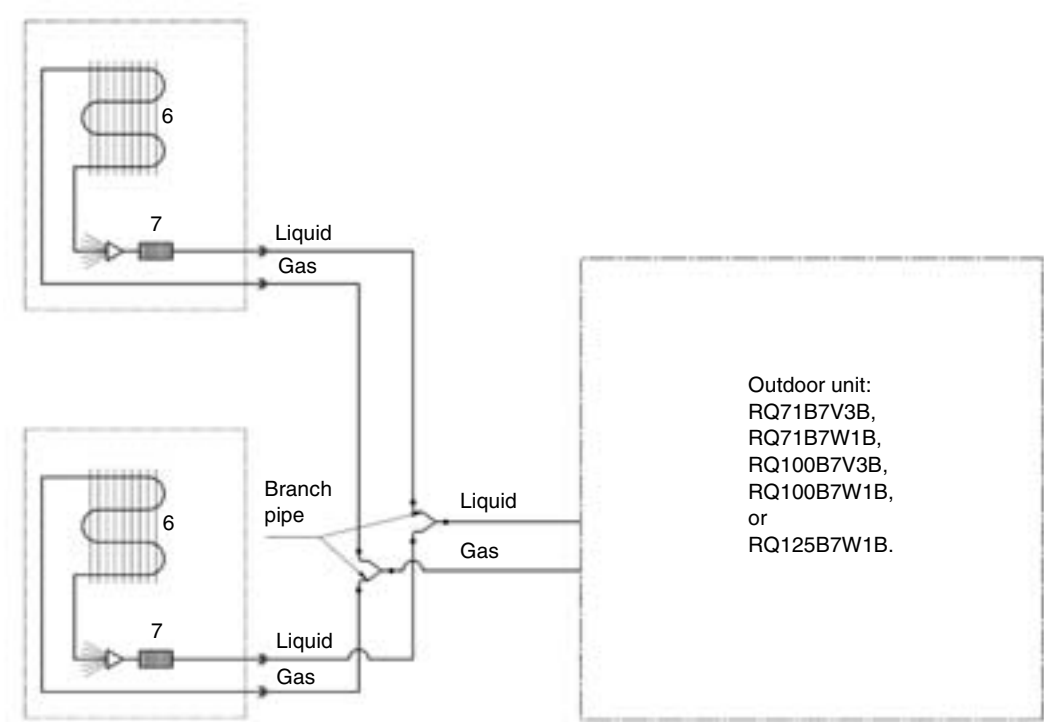 6
7
Liquid
Gas
Outdoor unit:
RQ71B7V3B,
RQ71B7W1B,
RQ100B7V3B,
RQ100B7W1B,
or
RQ125B7W1B.
Branch
pipe
Liquid
Gas
6
7
Liquid
Gas